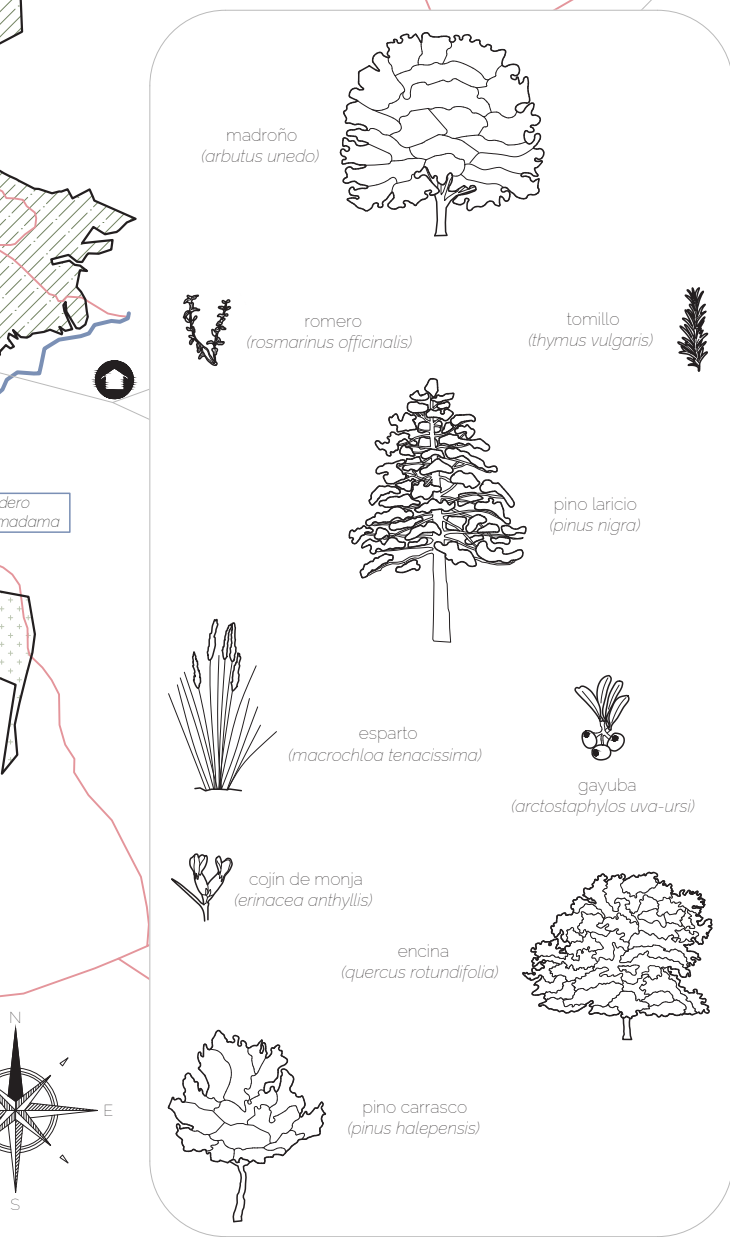 madroño
(arbutus unedo)
romero
(rosmarinus officinalis)
tomillo
(thymus vulgaris)
pino laricio
(pinus nigra)
dero
madama
esparto
(macrochloa tenacissima)
gayuba
(arctostaphylos uva-ursi)
cojín de monja
(erinacea anthyllis)
encina
(quercus rotundifolia)
N
E
S
pino carrasco
(pinus halepensis)